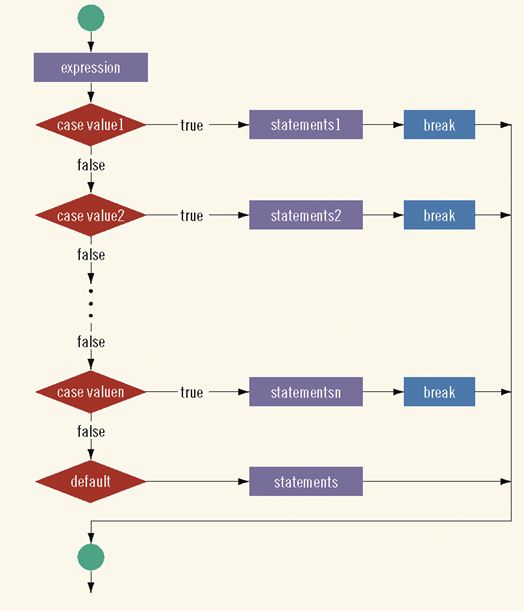 expression
case value1
true
statements1
break
false
case value2
true
statements2
break
false
false
case valuen
true
statementsn
break
false
default
statements